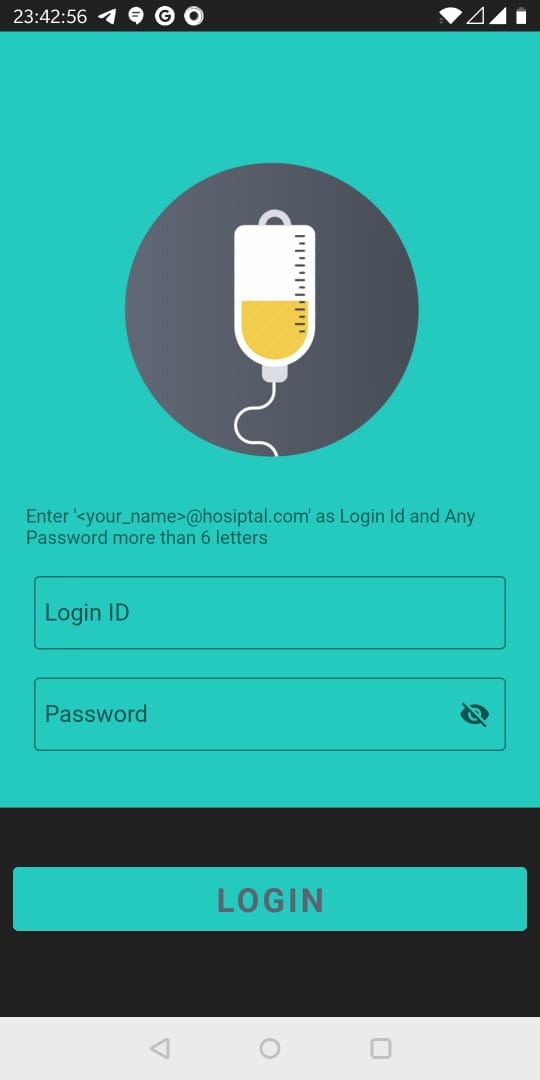 23:42:56
Enter '<your_name>@hosiptal.com' as Login Id and Any
Password more than 6 letters
Login ID
Password
LOGIN